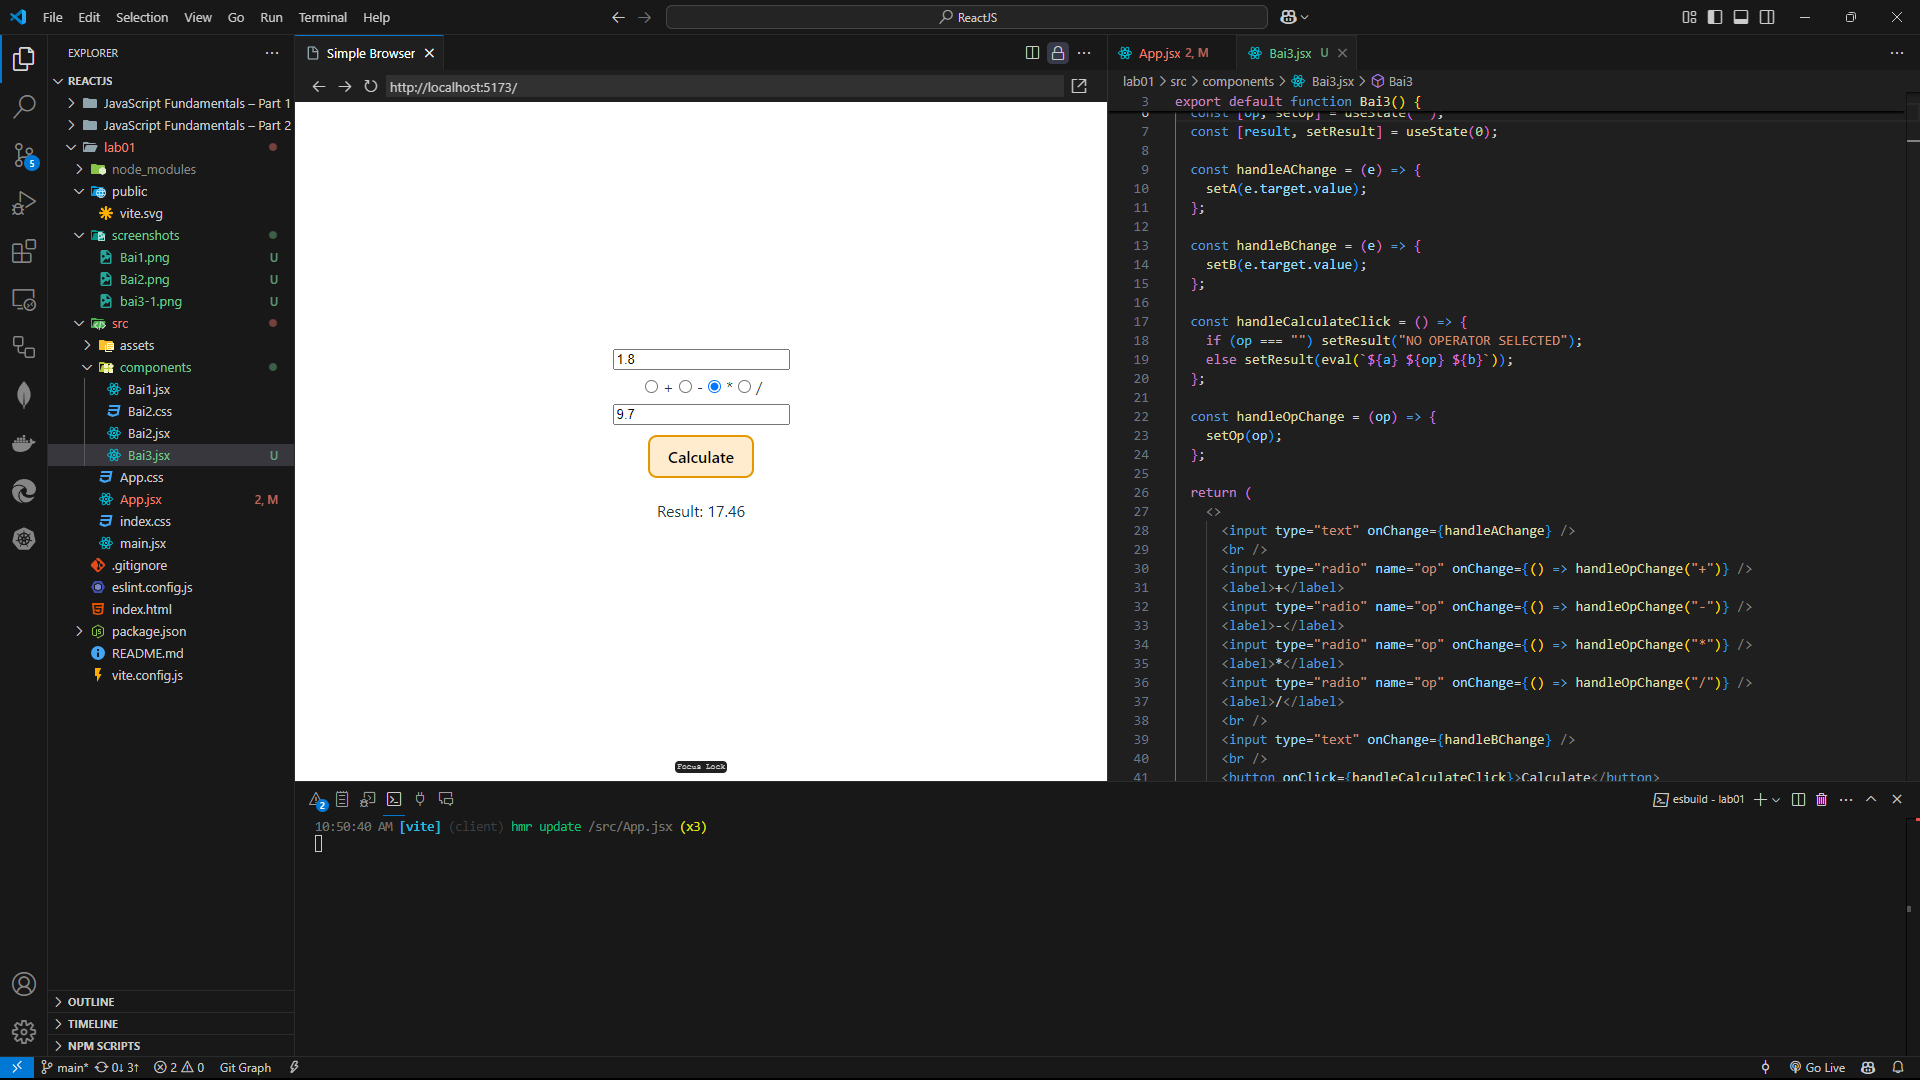 File Edit Selection View Go Run Terminal Help
ReactJS
EXPLORER
REACTJS
JavaScript Fundamentals – Part 1
JavaScript Fundamentals – Part 2
lab01
node_modules
public
vite.svg
screenshots
Bai1.png U
Bai2.png U
bai3-1.png U
src
assets
components
Bai1.jsx
Bai2.css
Bai2.jsx
Bai3.jsx U
App.css
App.jsx 2, M
index.css
main.jsx
.gitignore
eslint.config.js
index.html
package.json
README.md
vite.config.js
OUTLINE
TIMELINE
NPM SCRIPTS
5
Simple Browser
http://localhost:5173/
1.8
+ - * /
9.7
Calculate
Result: 17.46
Focus Lock
App.jsx 2, M Bai3.jsx U
lab01 > src > components > Bai3.jsx > Bai3
3 export default function Bai3() {
6 const [op, setOp] = useState("");
7 const [result, setResult] = useState(0);
8
9 const handleAChange = (e) => {
10 setA(e.target.value);
11 };
12
13 const handleBChange = (e) => {
14 setB(e.target.value);
15 };
16
17 const handleCalculateClick = () => {
18 if (op === "") setResult("NO OPERATOR SELECTED");
19 else setResult(eval(`${a} ${op} ${b}`));
20 };
21
22 const handleOpChange = (op) => {
23 setOp(op);
24 };
25
26 return (
27 <>
28 <input type="text" onChange={handleAChange} />
29 <br />
30 <input type="radio" name="op" onChange={() => handleOpChange("+")} />
31 <label>+</label>
32 <input type="radio" name="op" onChange={() => handleOpChange("-")} />
33 <label>-</label>
34 <input type="radio" name="op" onChange={() => handleOpChange("*")} />
35 <label>*</label>
36 <input type="radio" name="op" onChange={() => handleOpChange("/")} />
37 <label>/</label>
38 <br />
39 <input type="text" onChange={handleBChange} />
40 <br />
41 <button onClick={handleCalculateClick}>Calculate</button>
2
esbuild - lab01
10:50:40 AM [vite] (client) hmr update /src/App.jsx (x3)
main* 0↓ 3↑ 2 0 Git Graph
Go Live